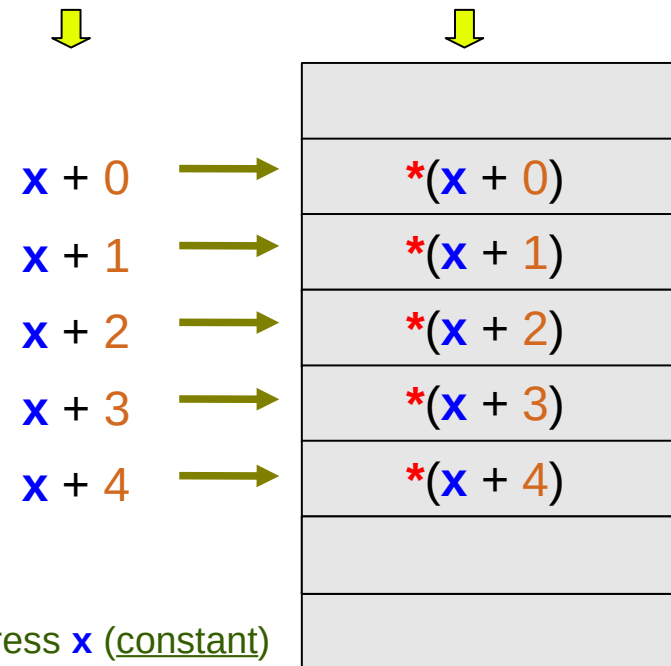 x + 0 *(x + 0)
x + 1 *(x + 1)
x + 2 *(x + 2)
x + 3 *(x + 3)
x + 4 *(x + 4)
x (constant)